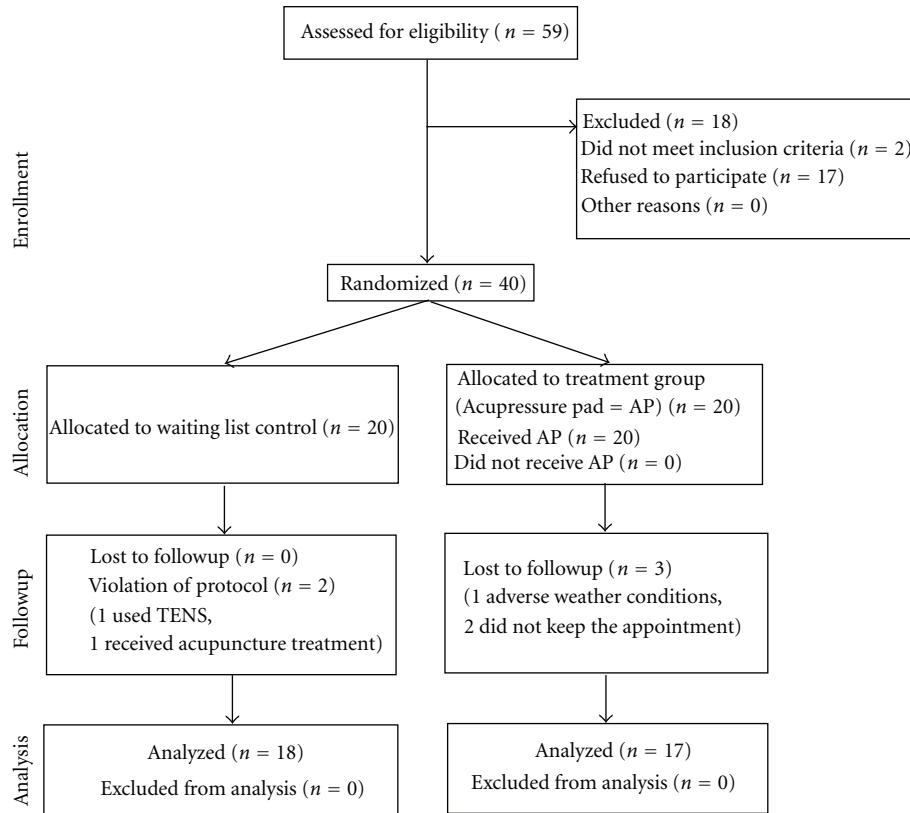 Assessed for eligibility (n = 59)
Excluded (n = 18)
Did not meet inclusion criteria (n = 2)
Refused to participate (n = 17)
Other reasons (n = 0)
Enrollment
Randomized (n = 40)
Allocation
Allocated to waiting list control (n = 20)
Allocated to treatment group
(Acupressure pad = AP) (n = 20)
Received AP (n = 20)
Did not receive AP (n = 0)
Followup
Lost to followup (n = 0)
Violation of protocol (n = 2)
(1 used TENS,
1 received acupuncture treatment)
Lost to followup (n = 3)
(1 adverse weather conditions,
2 did not keep the appointment)
Analysis
Analyzed (n = 18)
Excluded from analysis (n = 0)
Analyzed (n = 17)
Excluded from analysis (n = 0)